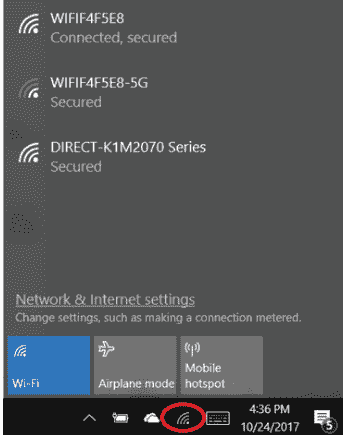 WIFIF4F5E8
Connected, secured
WIFIF4F5E8-5G
Secured
DIRECT-K1M2070 Series
Secured
Network & Internet settings
Change settings, such as making a connection metered.
Wi-Fi
Airplane mode
Mobile
hotspot
4:36 PM
10/24/2017
5